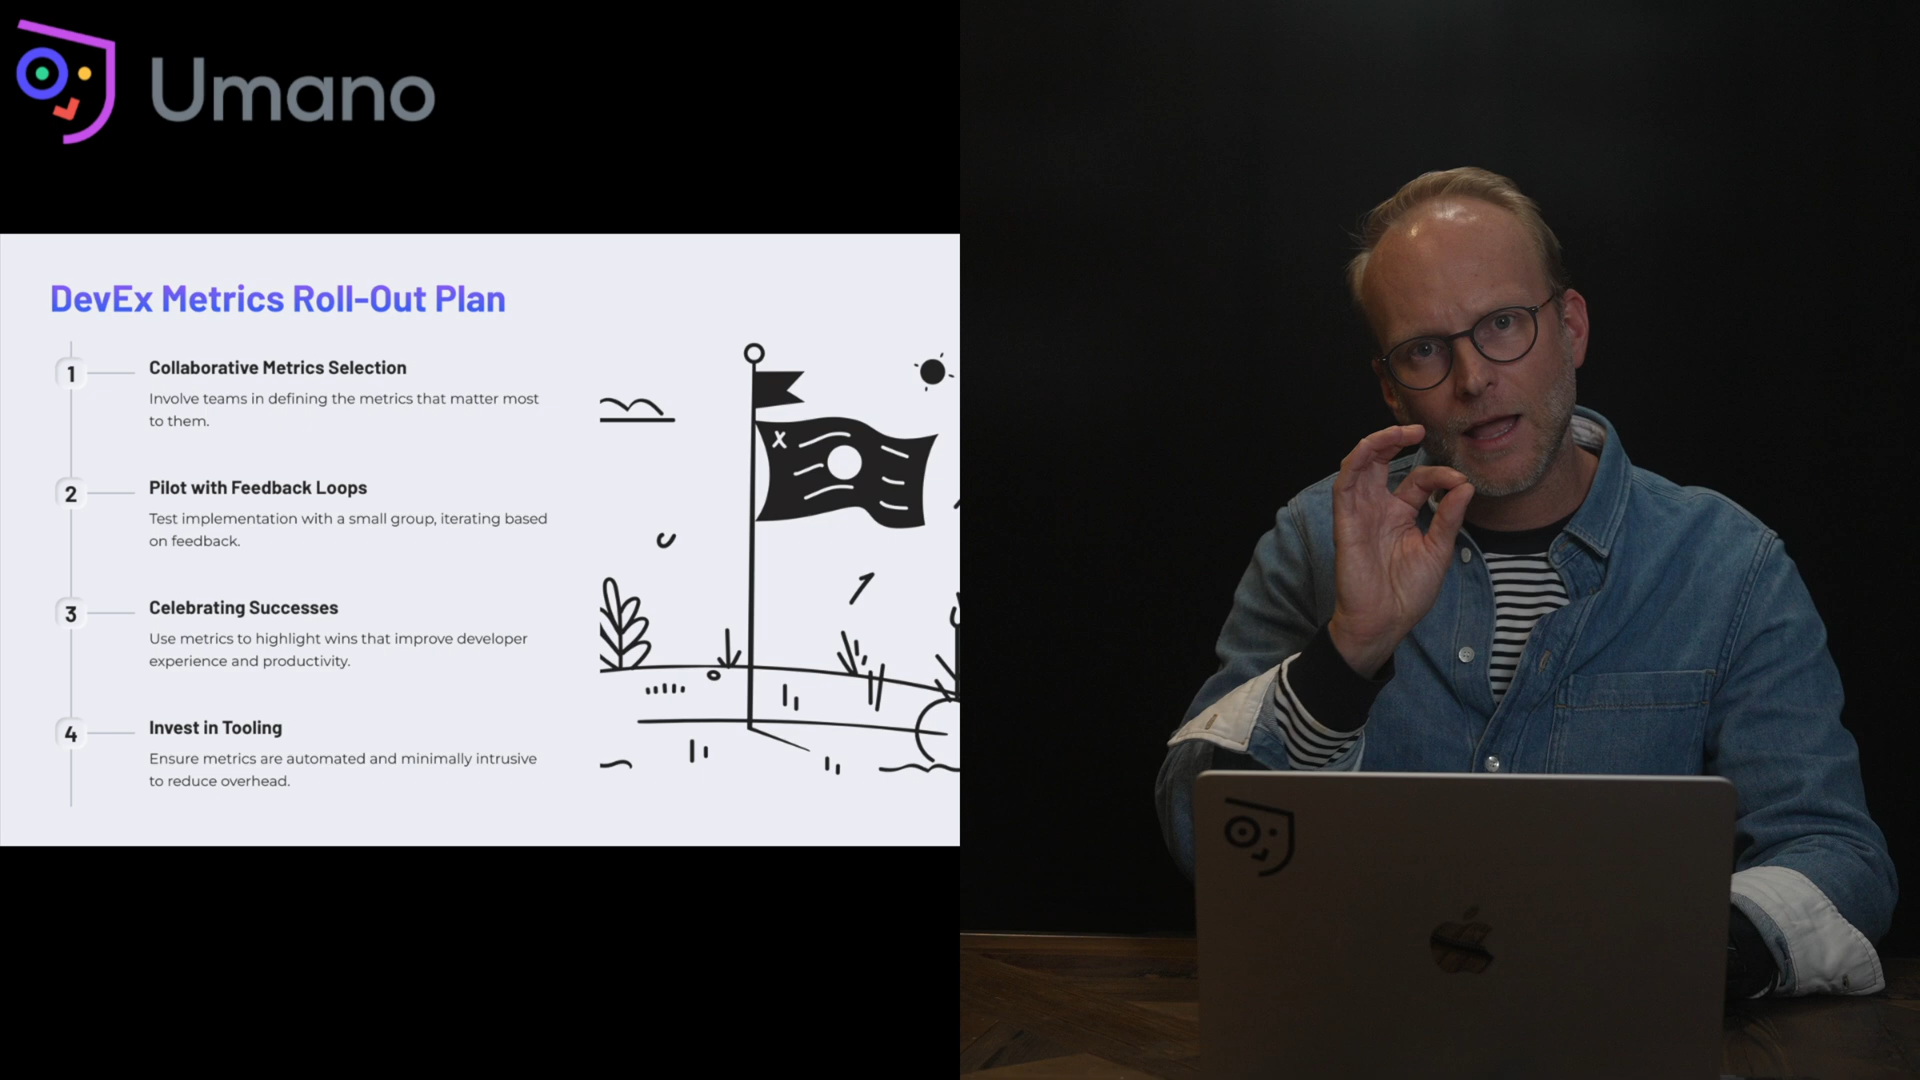 Umano
DevEx Metrics Roll-Out Plan
1
Collaborative Metrics Selection
Involve teams in defining the metrics that matter most
to them.
2
Pilot with Feedback Loops
Test implementation with a small group, iterating based
on feedback.
3
Celebrating Successes
Use metrics to highlight wins that improve developer
experience and productivity.
4
Invest in Tooling
Ensure metrics are automated and minimally intrusive
to reduce overhead.
X